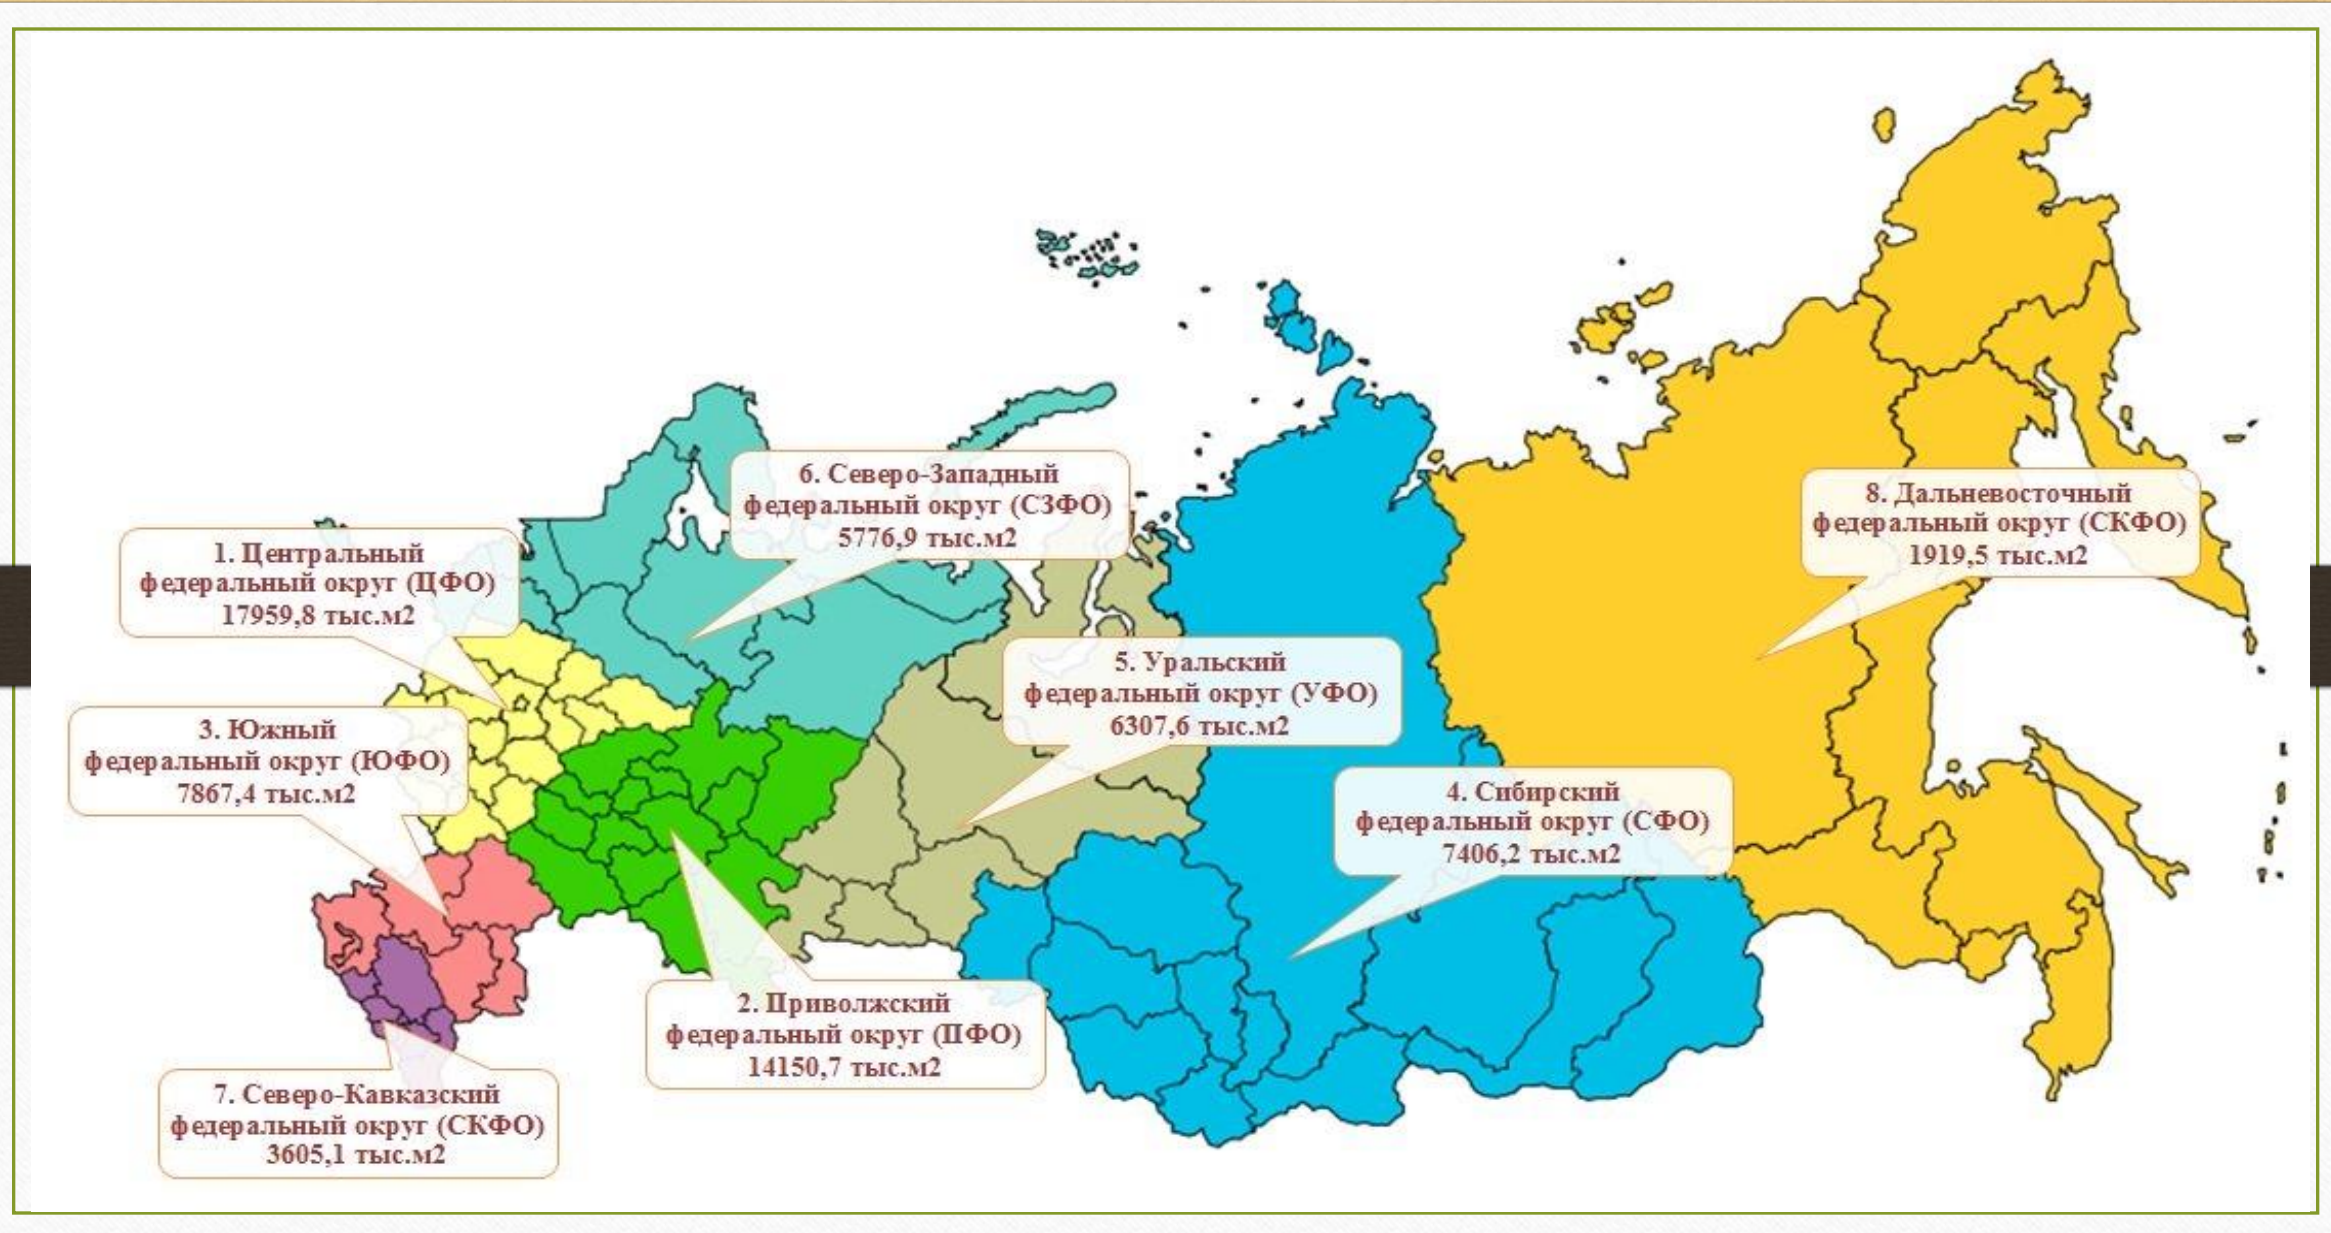 6. Северо-Западный
федеральный округ (СЗФО)
5776,9 тыс.м2
8. Дальневосточный
федеральный округ (СКФО)
1919,5 тыс.м2
1. Центральный
федеральный округ (ЦФО)
17959,8 тыс.м2
5. Уральский
федеральный округ (УФО)
6307,6 тыс.м2
3. Южный
федеральный округ (ЮФО)
7867,4 тыс.м2
4. Сибирский
федеральный округ (СФО)
7406,2 тыс.м2
2. Приволжский
федеральный округ (ПФО)
14150,7 тыс.м2
7. Северо-Кавказский
федеральный округ (СКФО)
3605,1 тыс.м2